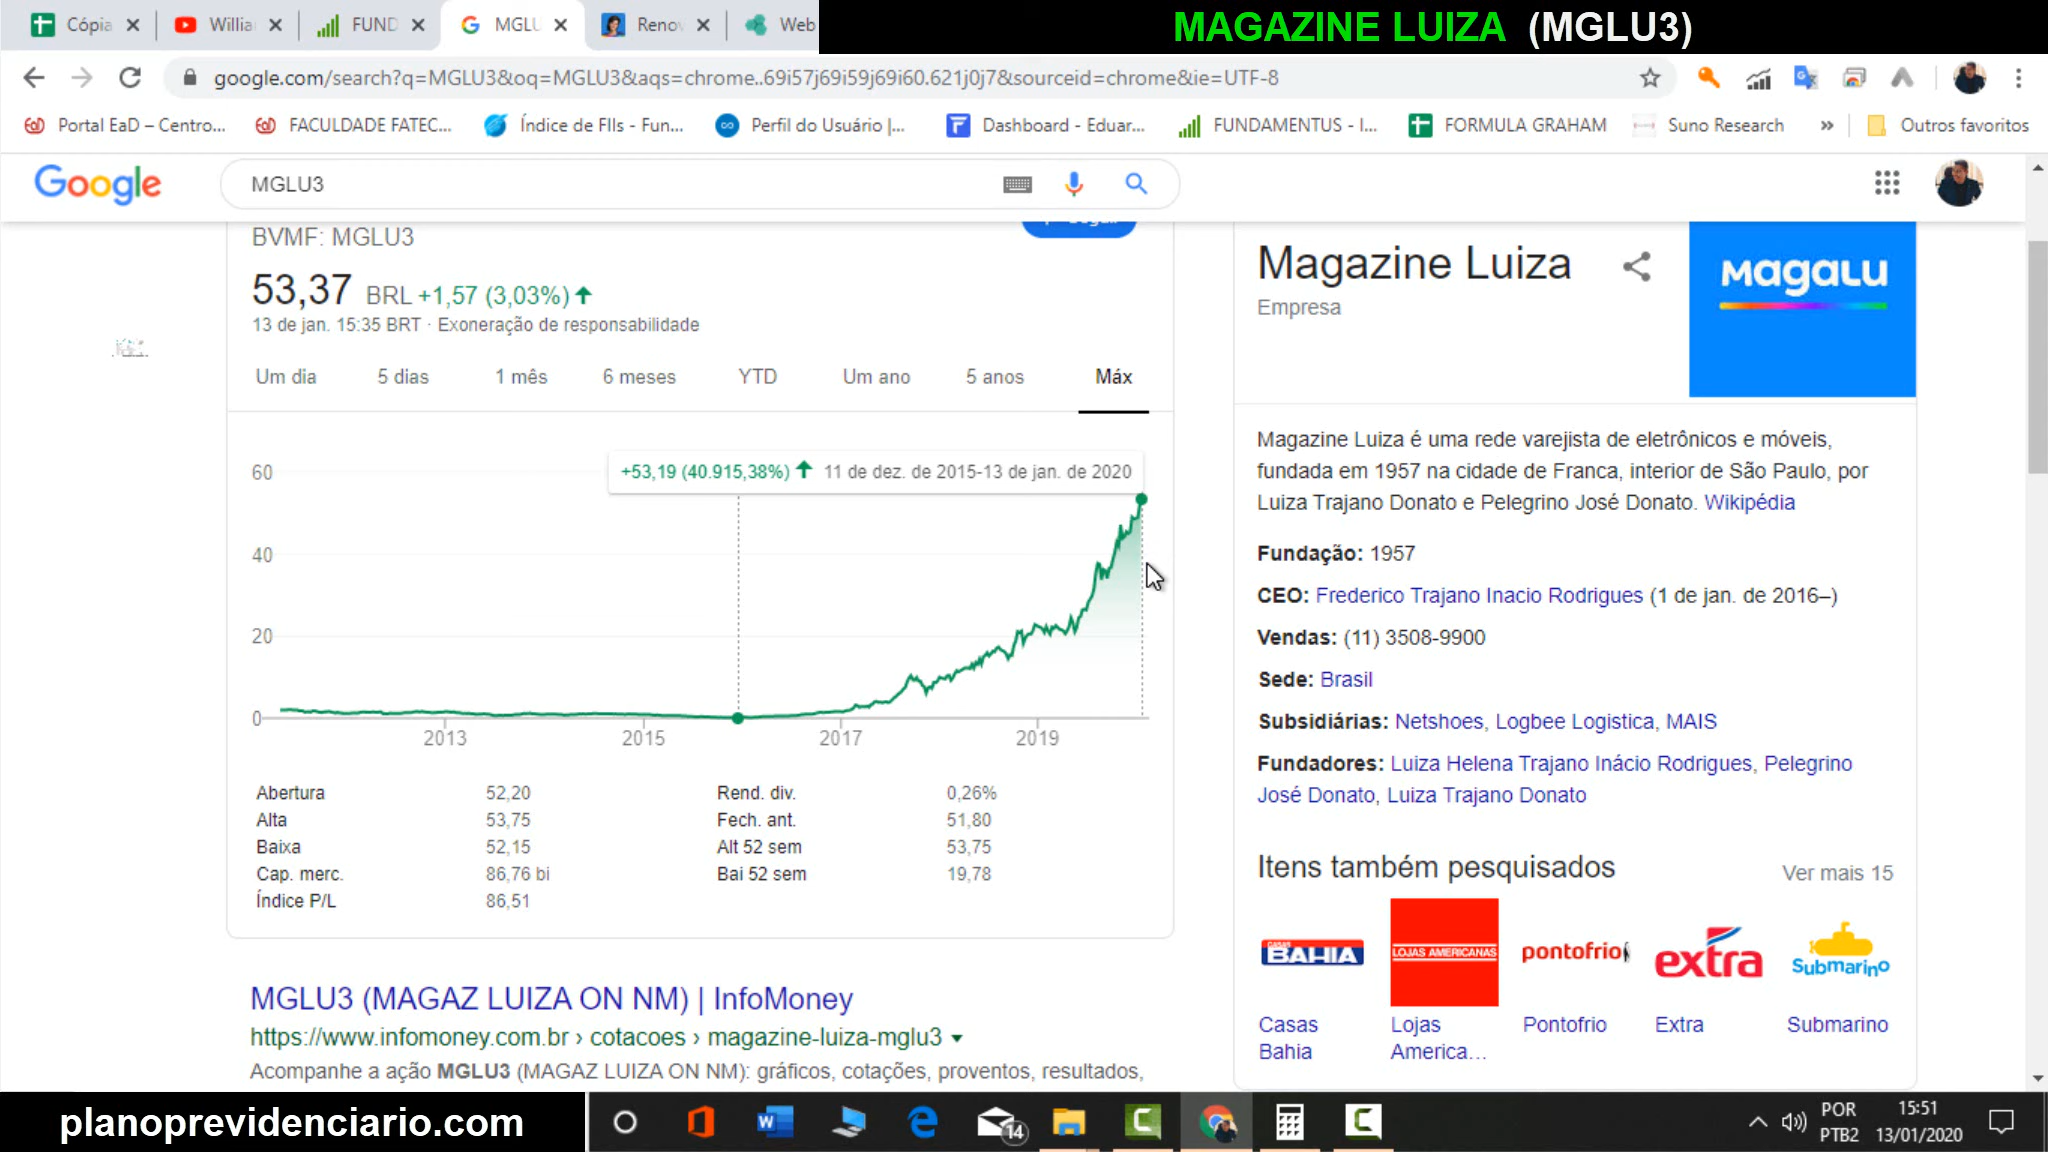 Cópia
Willia
FUND
MGLU
Renov
Web
MAGAZINE LUIZA (MGLU3)
google.com/search?q=MGLU3&oq=MGLU3&aqs=chrome..69i57j69i59j69i60.621j0j7&sourceid=chrome&ie=UTF-8
Portal EaD – Centro...
FACULDADE FATEC...
Índice de FIIs - Fun...
Perfil do Usuário |...
Dashboard - Eduar...
FUNDAMENTUS - I...
FORMULA GRAHAM
Suno Research
»
Outros favoritos
Google
MGLU3
BVMF: MGLU3
53,37 BRL +1,57 (3,03%)
13 de jan. 15:35 BRT · Exoneração de responsabilidade
Um dia
5 dias
1 mês
6 meses
YTD
Um ano
5 anos
Máx
+53,19 (40.915,38%) 11 de dez. de 2015-13 de jan. de 2020
60
40
20
0
2013
2015
2017
2019
Abertura 52,20 Rend. div. 0,26%
Alta 53,75 Fech. ant. 51,80
Baixa 52,15 Alt 52 sem 53,75
Cap. merc. 86,76 bi Bai 52 sem 19,78
Índice P/L 86,51
MGLU3 (MAGAZ LUIZA ON NM) | InfoMoney
https://www.infomoney.com.br › cotacoes › magazine-luiza-mglu3
Acompanhe a ação MGLU3 (MAGAZ LUIZA ON NM): gráficos, cotações, proventos, resultados,
Magazine Luiza
Empresa
Magalu
Magazine Luiza é uma rede varejista de eletrônicos e móveis,
fundada em 1957 na cidade de Franca, interior de São Paulo, por
Luiza Trajano Donato e Pelegrino José Donato. Wikipédia
Fundação: 1957
CEO: Frederico Trajano Inacio Rodrigues (1 de jan. de 2016–)
Vendas: (11) 3508-9900
Sede: Brasil
Subsidiárias: Netshoes, Logbee Logistica, MAIS
Fundadores: Luiza Helena Trajano Inácio Rodrigues, Pelegrino
José Donato, Luiza Trajano Donato
Itens também pesquisados
Ver mais 15
CASAS BAHIA
LOJAS AMERICANAS
pontofrio
extra
Submarino
Casas
Bahia
Lojas
America...
Pontofrio
Extra
Submarino
planoprevidenciario.com
14
POR
PTB2
15:51
13/01/2020